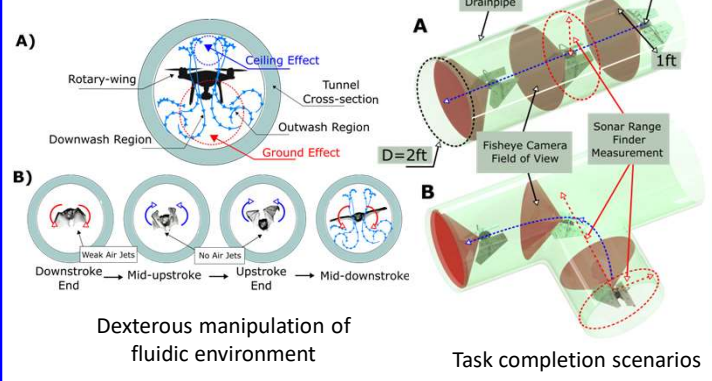 A)
Ceiling Effect
Rotary-wing
Tunnel
Cross-section
Downwash Region
Outwash Region
Ground Effect
B)
Weak Air Jets
No Air Jets
Downstroke
End
Mid-upstroke
Upstroke
End
Mid-downstroke
Dexterous manipulation of
fluidic environment
Drainpipe
A
1ft
D=2ft
Fisheye Camera
Field of View
Sonar Range
Finder
Measurement
B
Task completion scenarios